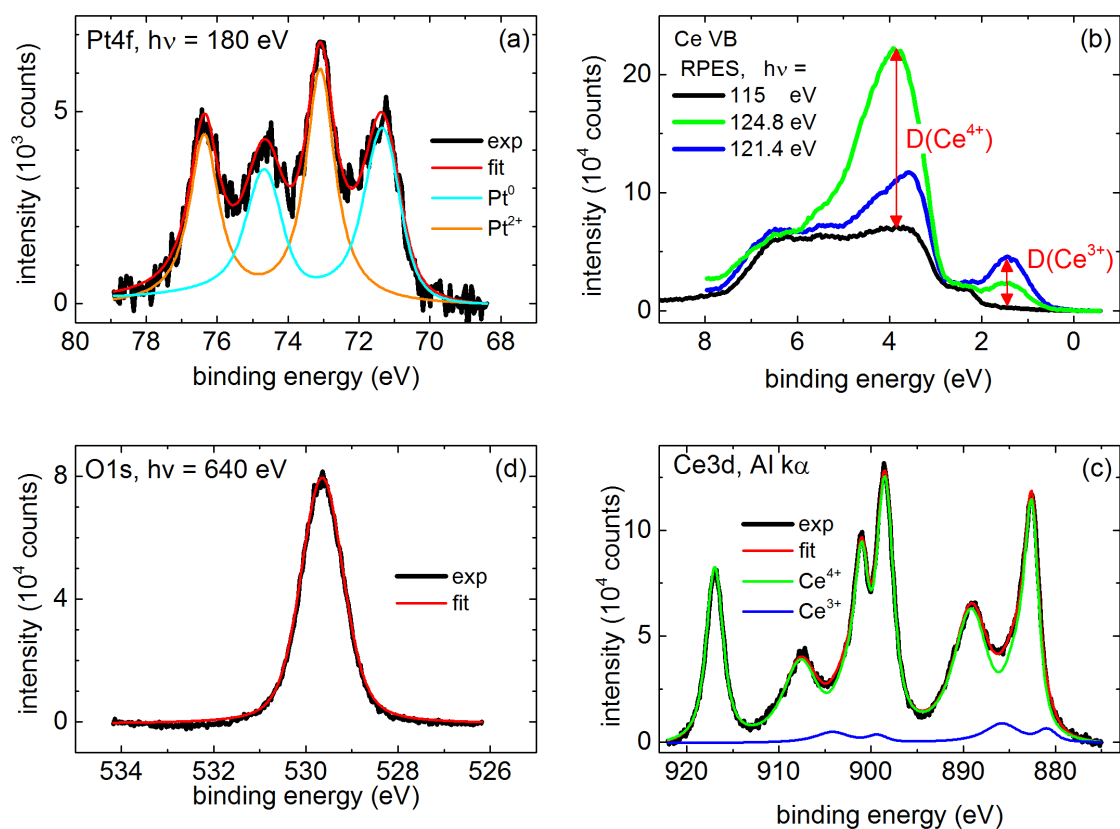 Pt4f, hν = 180 eV
(a)
intensity (10³ counts)
6
3
0
exp
fit
Pt⁰
Pt²⁺
80 78 76 74 72 70 68
binding energy (eV)
Ce VB
(b)
RPES, hν =
115 eV
124.8 eV
121.4 eV
D(Ce⁴⁺)
D(Ce³⁺)
intensity (10⁴ counts)
20
10
0
8 6 4 2 0
binding energy (eV)
O1s, hν = 640 eV
(d)
intensity (10⁴ counts)
8
4
0
exp
fit
534 532 530 528 526
binding energy (eV)
Ce3d, Al kα
(c)
intensity (10⁴ counts)
10
5
0
exp
fit
Ce⁴⁺
Ce³⁺
920 910 900 890 880
binding energy (eV)